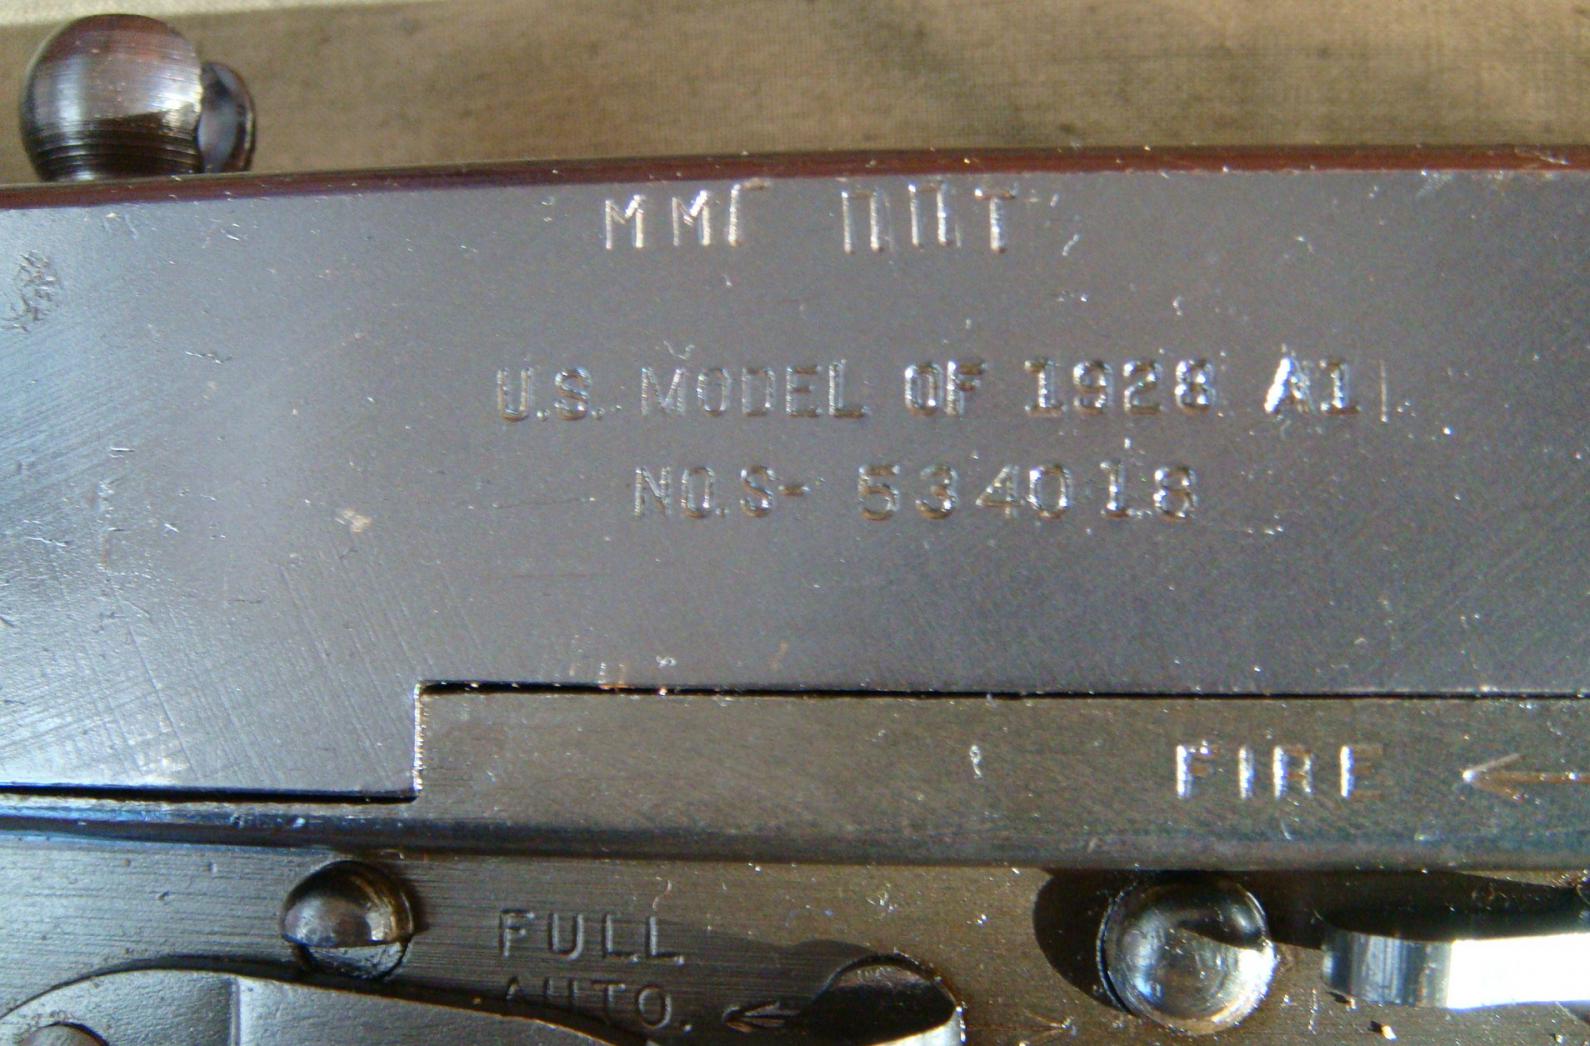 ММГ ППТ
U.S. MODEL OF 1928 A1
NO. S- 534018
FIRE
FULL
AUTO.